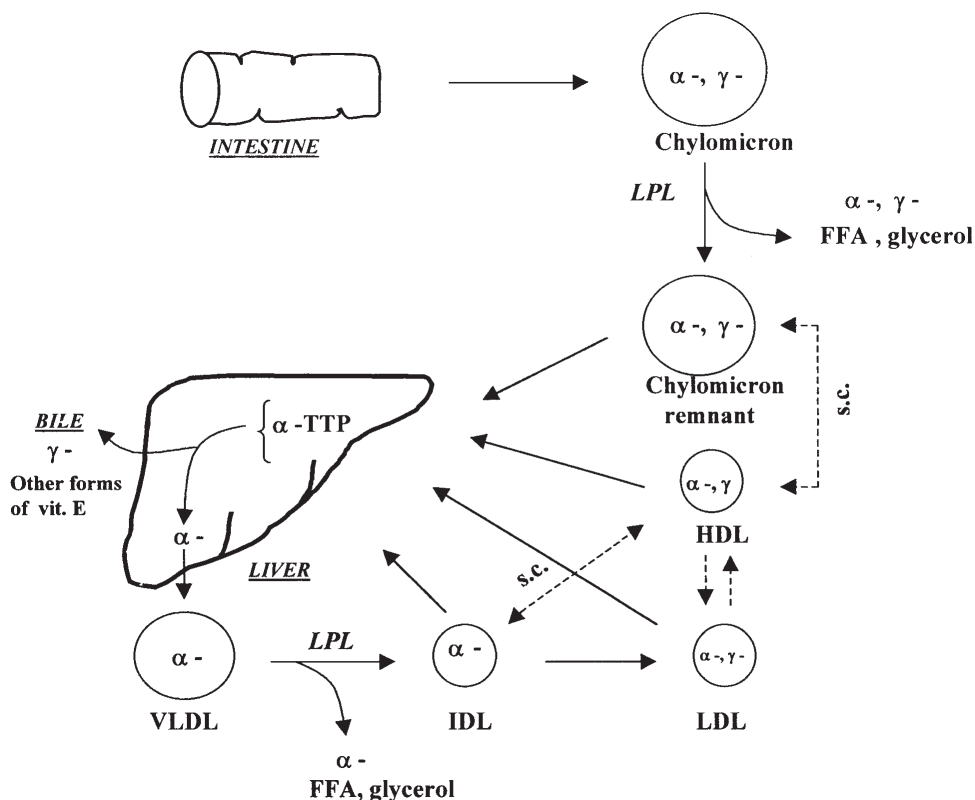 α -, γ -
Chylomicron
INTESTINE
LPL
α -, γ -
FFA , glycerol
α -, γ -
Chylomicron
remnant
s.c.
BILE
γ -
Other forms
of vit. E
α -TTP
α -, γ
HDL
α -
LIVER
s.c.
α -
VLDL
LPL
α -
IDL
α -, γ -
LDL
α -
FFA, glycerol